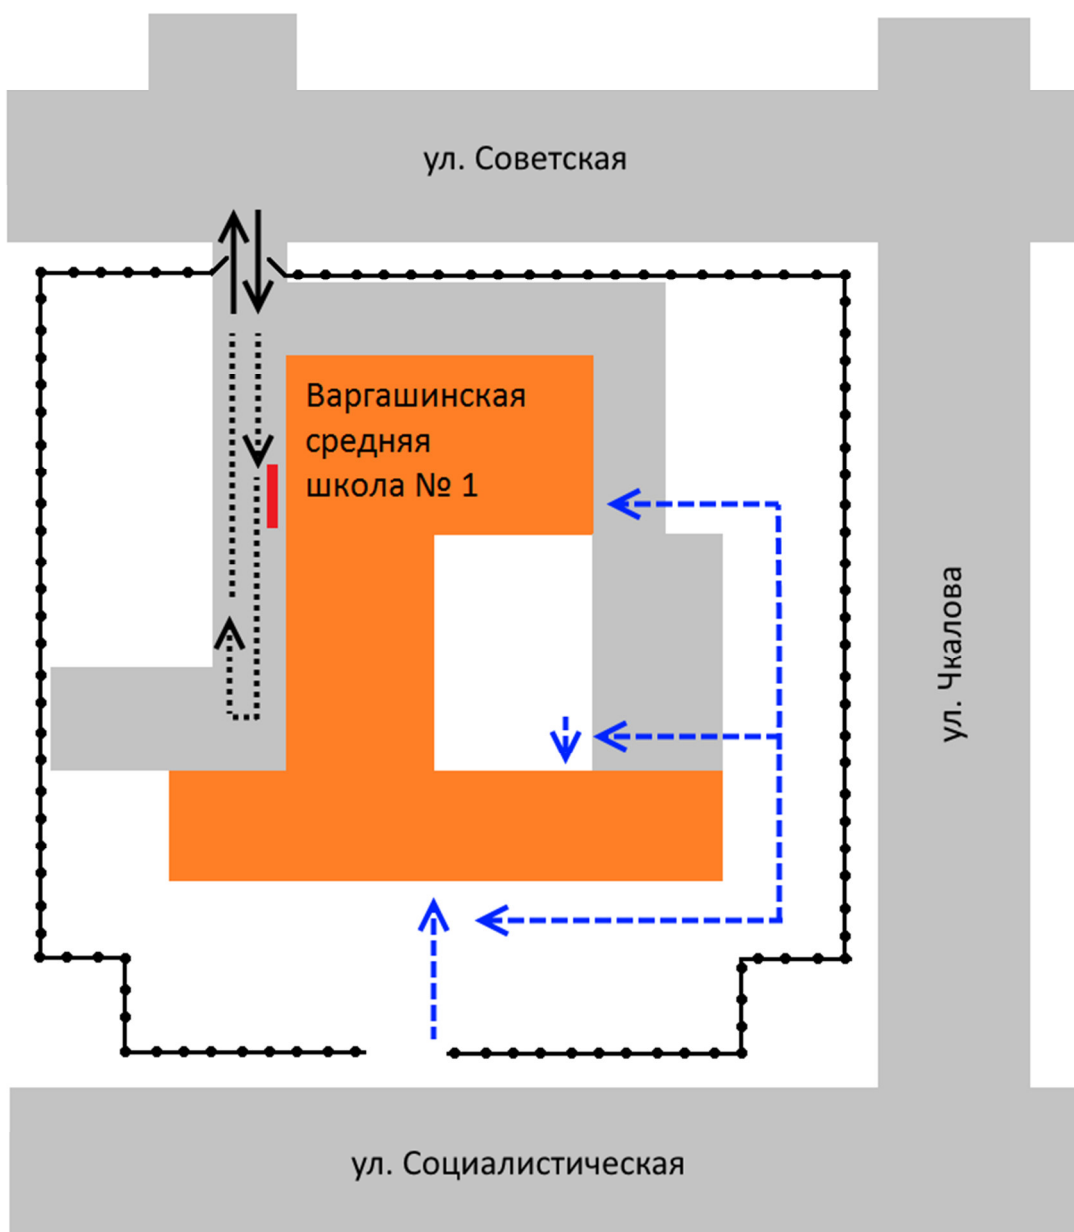 ул. Советская
Варгашинская
средняя
школа № 1
ул. Чкалова
ул. Социалистическая